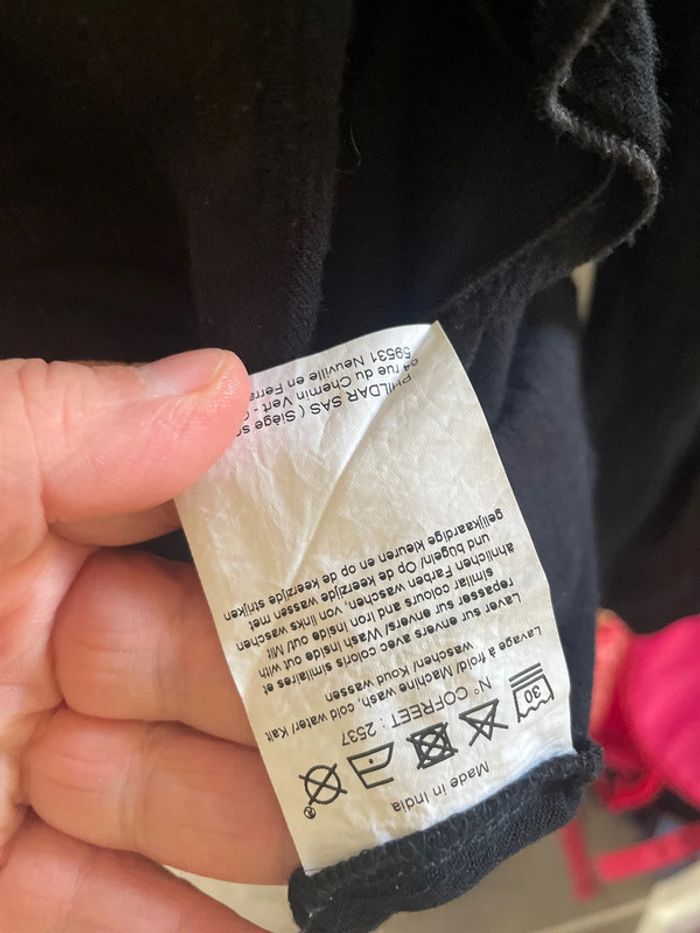 Made in India
30
N° COFREET : 2537
Lavage à froid/ Machine wash, cold water/ Kalt
waschen/ Koud wassen
Laver sur envers avec coloris similaires et
repasser sur envers/ Wash inside out with
similar colours and iron inside out/ Mit
ähnlichen Farben waschen, von links waschen
und bügeln/ Op de keerzijde wassen met
gelijkaardige kleuren en op de keerzijde strijken
PHILDAR SAS ( Siège
rue du Chemin Vert -
59531 Neuville en